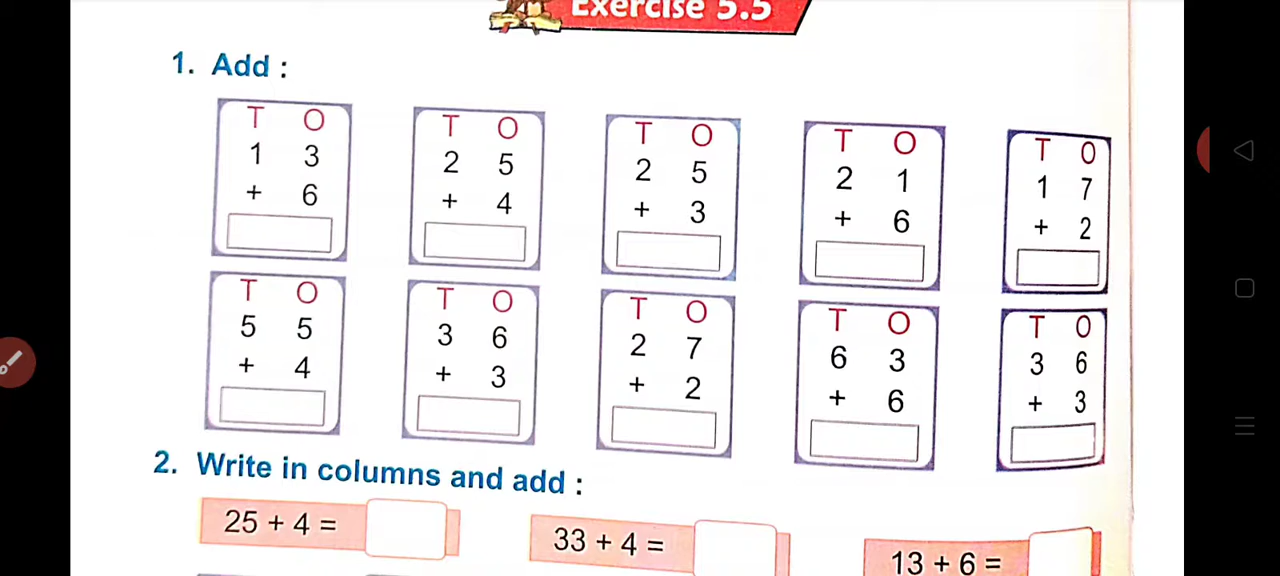 Exercise 5.5
1. Add :
T O T O T O T O T O
1 3 2 5 2 5 2 1 1 7
+ 6 + 4 + 3 + 6 + 2
T O T O T O T O T O
5 5 3 6 2 7 6 3 3 6
+ 4 + 3 + 2 + 6 + 3
2. Write in columns and add :
25 + 4 = 33 + 4 = 13 + 6 =